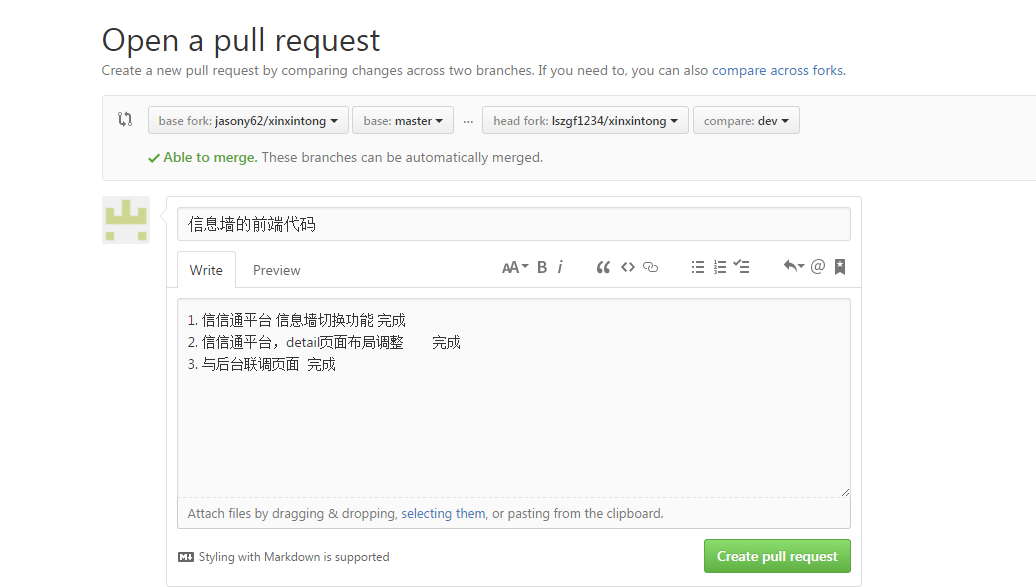 Open a pull request
Create a new pull request by comparing changes across two branches. If you need to, you can also compare across forks.
base fork: jasony62/xinxintong base: master ... head fork: lszgf1234/xinxintong compare: dev
Able to merge. These branches can be automatically merged.
信息墙的前端代码
Write Preview AA B i “ <> @
1. 信信通平台 信息墙切换功能 完成
2. 信信通平台，detail页面布局调整 完成
3. 与后台联调页面 完成
Attach files by dragging & dropping, selecting them, or pasting from the clipboard.
M↓ Styling with Markdown is supported Create pull request